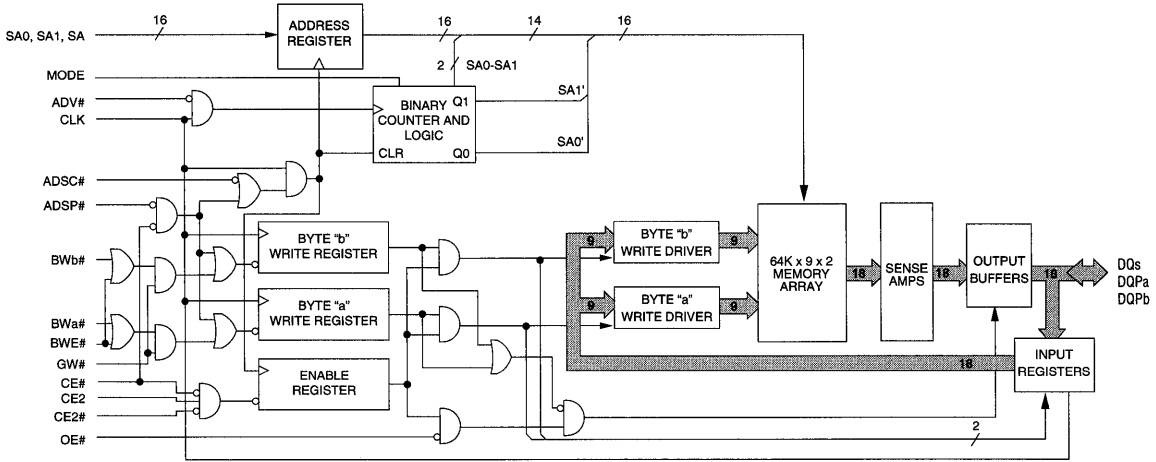 16
ADDRESS
REGISTER
16
14
16
SA0, SA1, SA
2
SA0-SA1
MODE
ADV#
CLK
BINARY
COUNTER AND
LOGIC
Q1
SA1'
CLR
Q0
SA0'
ADSC#
ADSP#
BWb#
BYTE "b"
WRITE REGISTER
9
BYTE "b"
WRITE DRIVER
9
64K x 9 x 2
MEMORY
ARRAY
18
SENSE
AMPS
18
OUTPUT
BUFFERS
18
DQs
DQPa
DQPb
BYTE "a"
WRITE REGISTER
9
BYTE "a"
WRITE DRIVER
9
BWa#
BWE#
GW#
CE#
CE2
CE2#
ENABLE
REGISTER
18
INPUT
REGISTERS
OE#
2